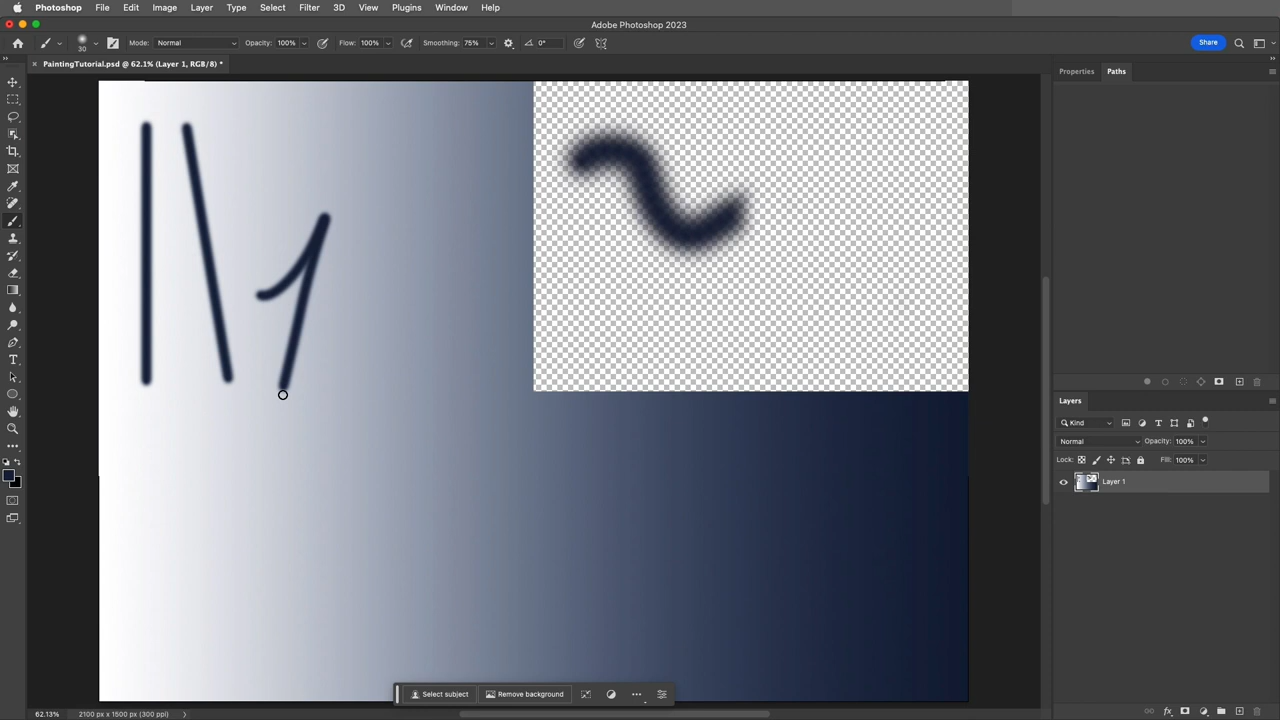 Photoshop File Edit Image Layer Type Select Filter 3D View Plugins Window Help
Adobe Photoshop 2023
30 Mode: Normal Opacity: 100% Flow: 100% Smoothing: 75% 0° Share
× PaintingTutorial.psd @ 62.1% (Layer 1, RGB/8) *
Properties Paths
Layers
Kind
Normal Opacity: 100%
Lock: Fill: 100%
Layer 1
Select subject Remove background
62.13% 2100 px x 1500 px (300 ppi)